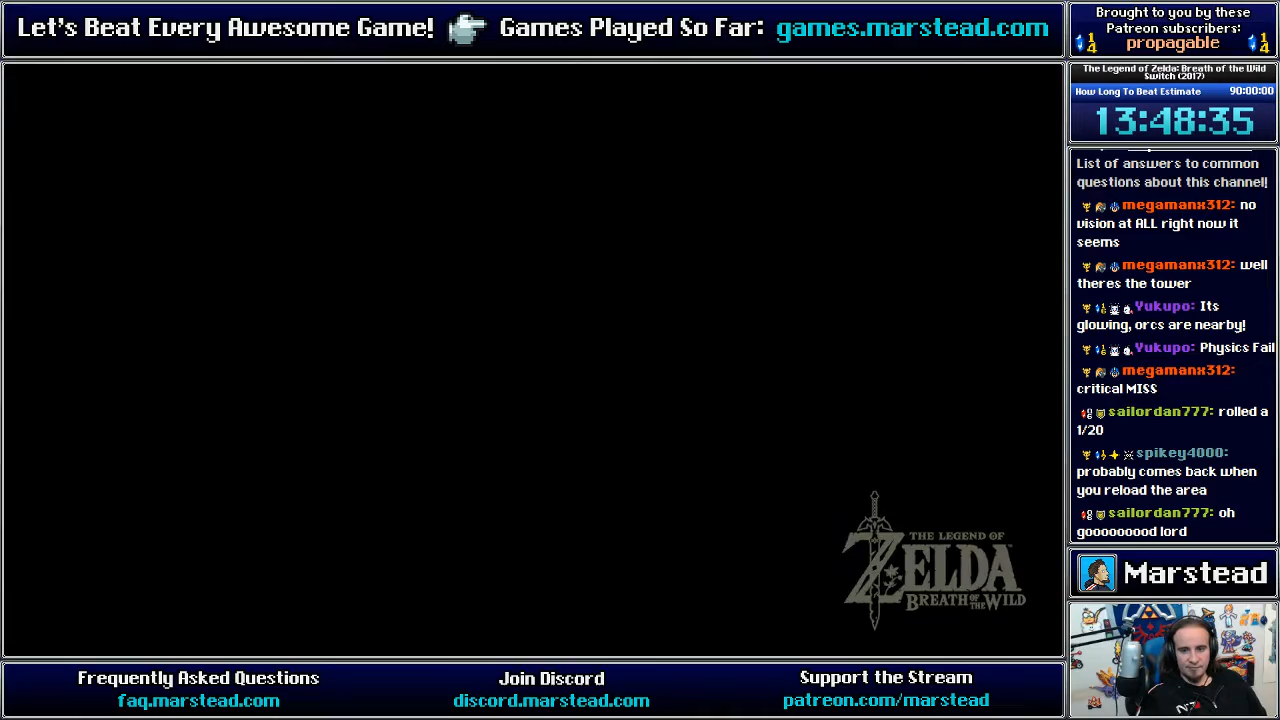 Let's Beat Every Awesome Game!
Games Played So Far: games.marstead.com
Brought to you by these
Patreon subscribers:
propagable
The Legend of Zelda: Breath of the Wild
Switch (2017)
How Long To Beat Estimate 90:00:00
13:48:35
List of answers to common
questions about this channel!
megamanx312: no
vision at ALL right now it
seems
megamanx312: well
theres the tower
Yukupo: Its
glowing, orcs are nearby!
Yukupo: Physics Fail
megamanx312:
critical MISS
sailordan777: rolled a
1/20
spikey4000:
probably comes back when
you reload the area
sailordan777: oh
gooooooood lord
THE LEGEND OF
ZELDA
BREATH OF THE WILD
Marstead
Frequently Asked Questions
faq.marstead.com
Join Discord
discord.marstead.com
Support the Stream
patreon.com/marstead